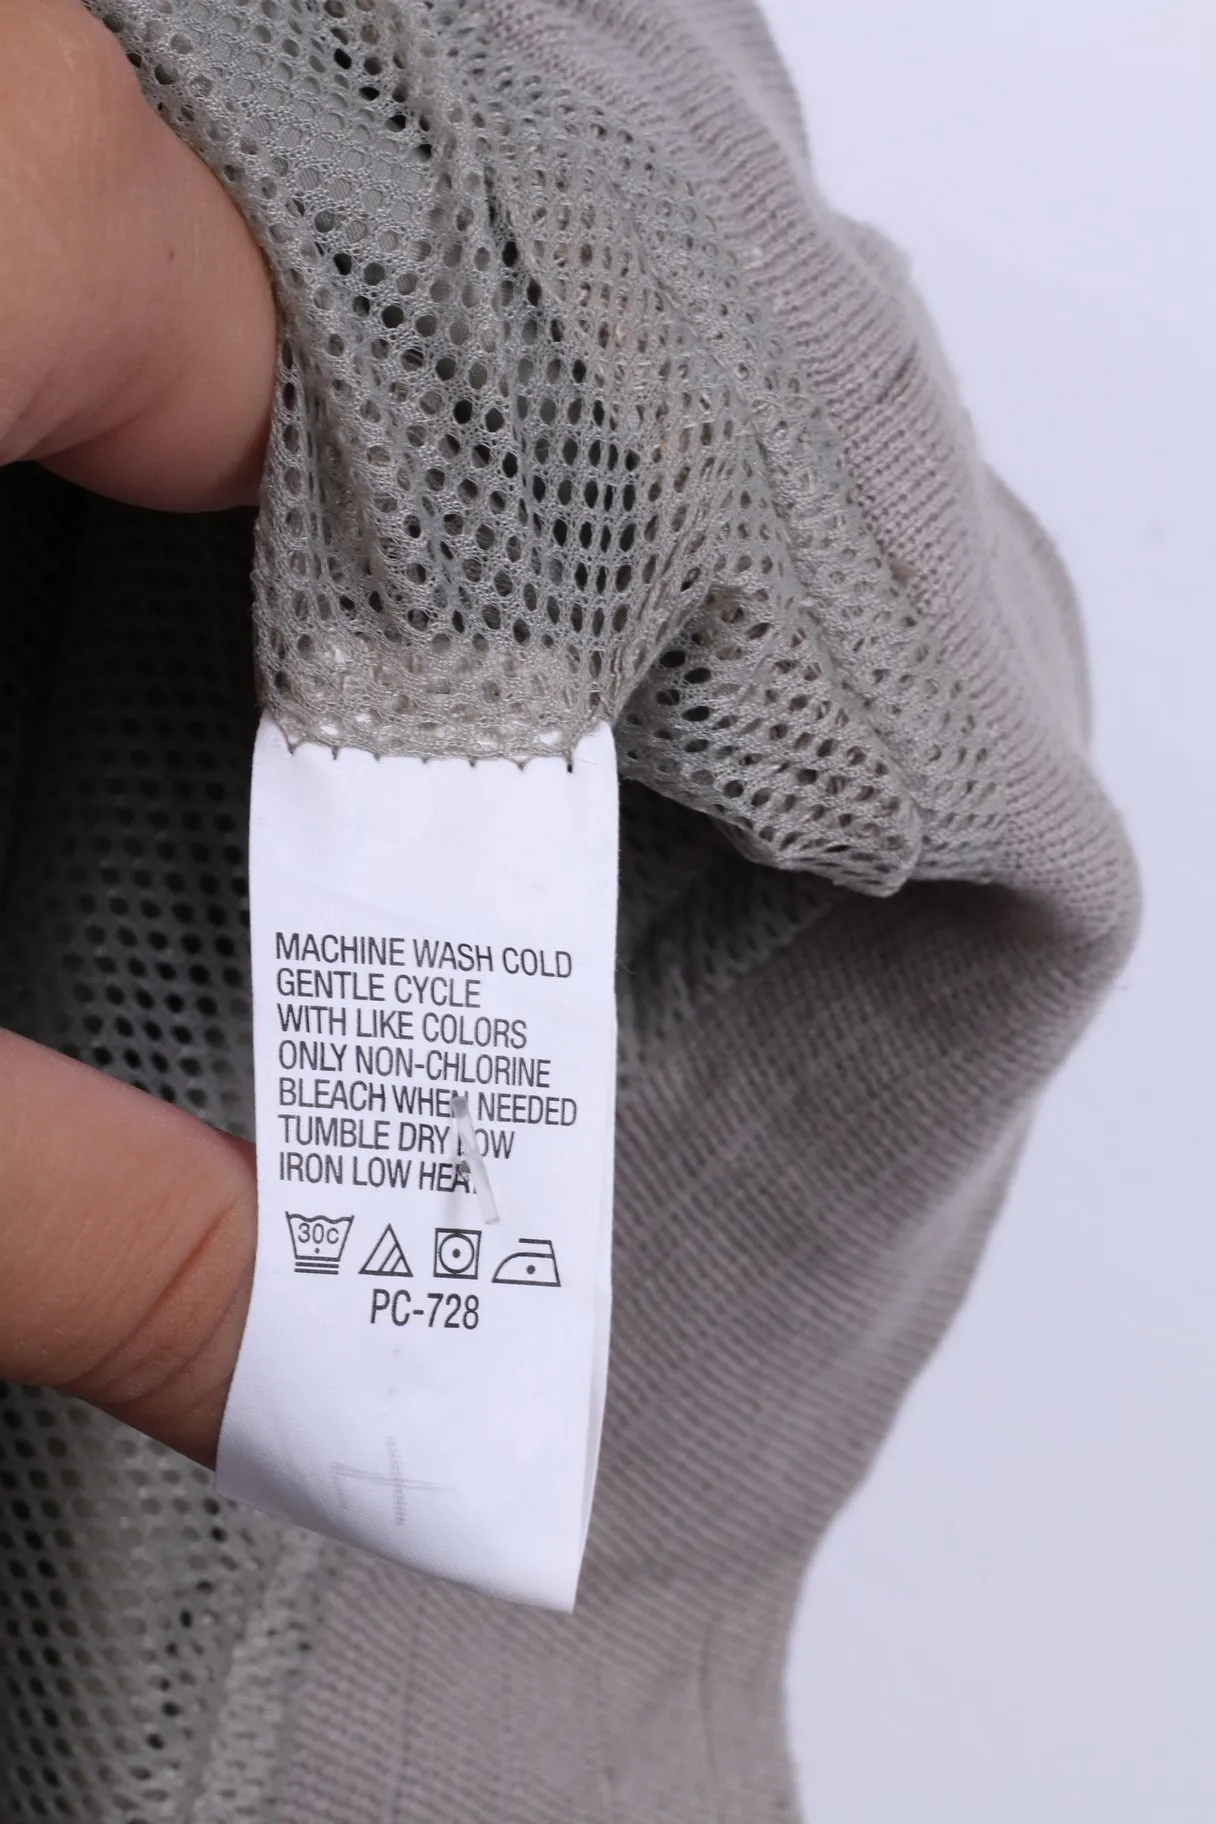 MACHINE WASH COLD
GENTLE CYCLE
WITH LIKE COLORS
ONLY NON-CHLORINE
BLEACH WHEN NEEDED
TUMBLE DRY LOW
IRON LOW HEAT
30c
PC-728